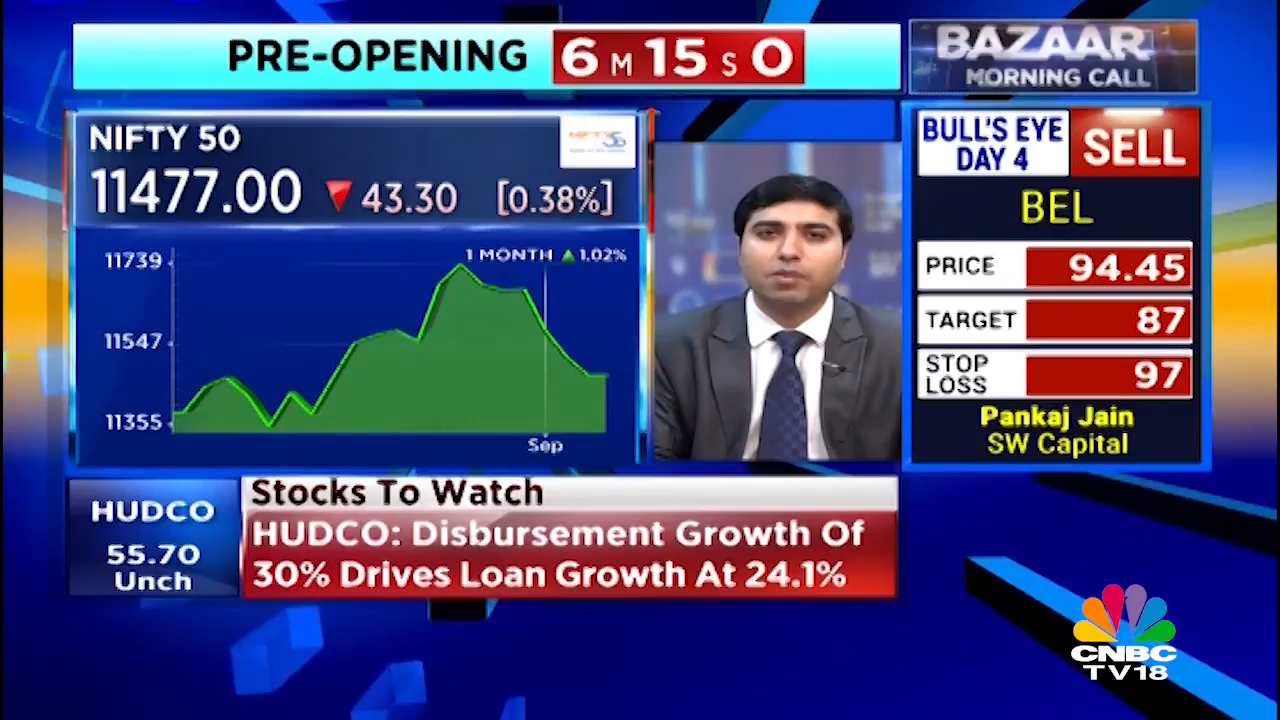 PRE-OPENING 6 M 15 S 0
BAZAAR
MORNING CALL
NIFTY 50
11477.00 ▼ 43.30 [0.38%]
1 MONTH ▲ 1.02%
11739
11547
11355
Sep
BULL'S EYE
DAY 4
SELL
BEL
PRICE 94.45
TARGET 87
STOP
LOSS
97
Pankaj Jain
SW Capital
HUDCO
55.70
Unch
Stocks To Watch
HUDCO: Disbursement Growth Of
30% Drives Loan Growth At 24.1%
CNBC
TV18